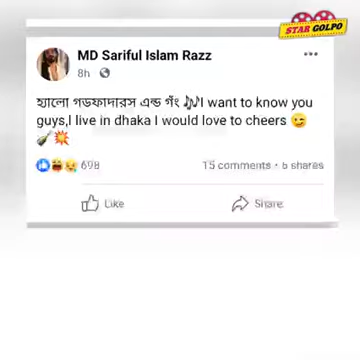 STAR GOLPO
MD Sariful Islam Razz
8h
হ্যালো গডফাদারস এন্ড গঁং 🎶I want to know you
guys,I live in dhaka I would love to cheers 😉
🍾💥
698
15 comments · 5 shares
Like
Share